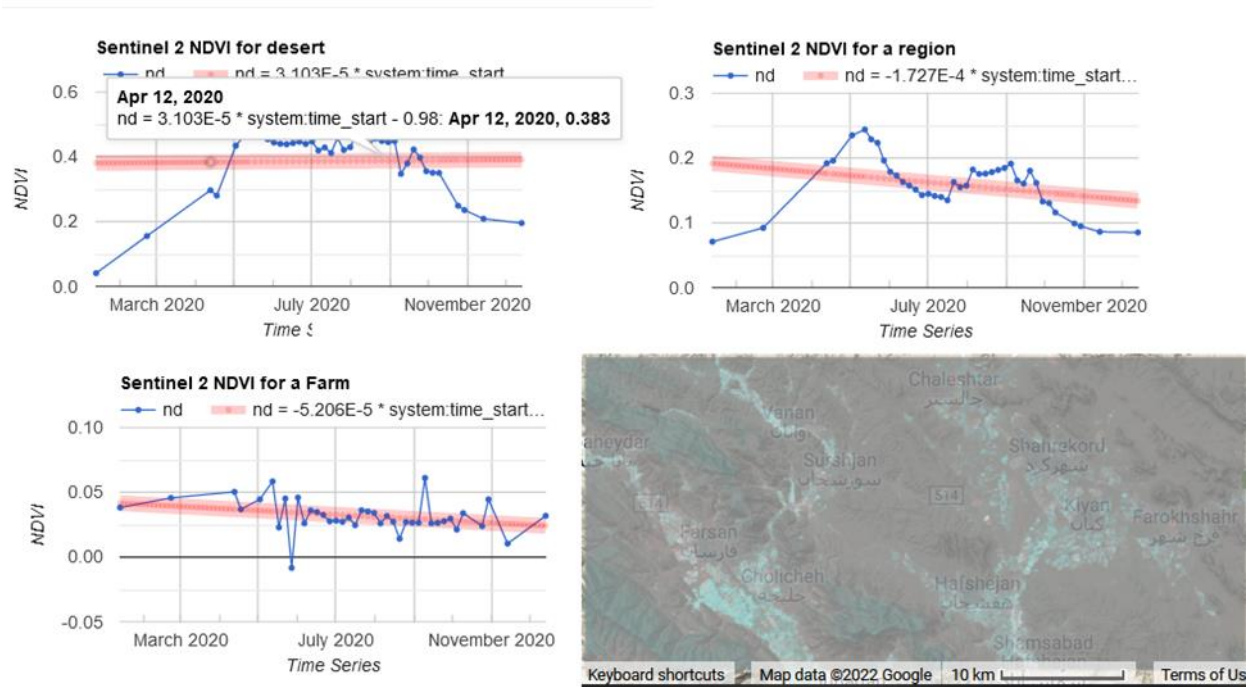 Sentinel 2 NDVI for desert
nd nd = 3.103E-5 * system:time_start
Apr 12, 2020
nd = 3.103E-5 * system:time_start - 0.98: Apr 12, 2020, 0.383
0.6
0.4
0.2
0.0
NDVI
March 2020 July 2020 November 2020
Time S
Sentinel 2 NDVI for a region
nd nd = -1.727E-4 * system:time_start…
0.3
0.2
0.1
0.0
NDVI
March 2020 July 2020 November 2020
Time Series
Sentinel 2 NDVI for a Farm
nd nd = -5.206E-5 * system:time_start…
0.10
0.05
0.00
-0.05
NDVI
March 2020 July 2020 November 2020
Time Series
Chaleshtar
چالشتر
Vanan
وانان
aneydar
Shahrekord
شهرکرد
Surshjan
سورشجان
514
514
Kiyan
کیان
Farokhshahr
فرخ شهر
Farsan
فارسان
Cholicheh
چلیچه
Hafshejan
هفشجان
Shamsabad
Keyboard shortcuts Map data ©2022 Google 10 km Terms of Us